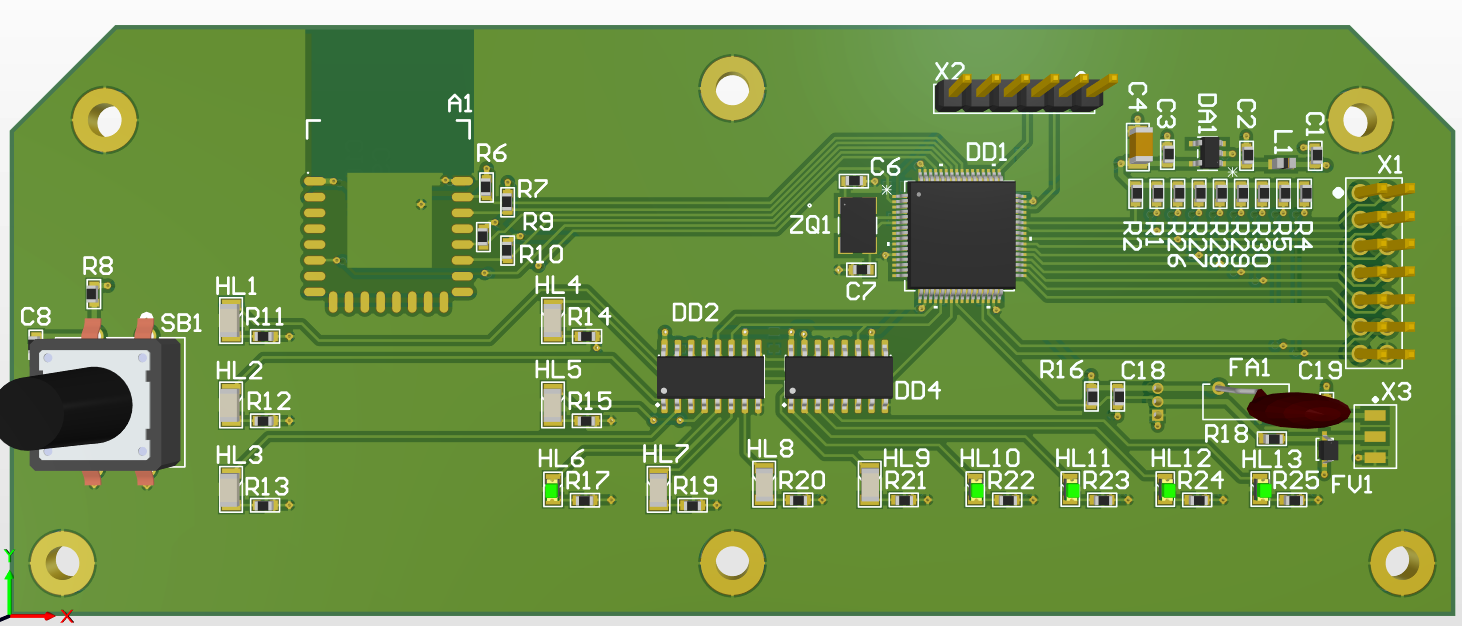 X2
A1
C4
C3
DA1
C2
L1
C1
R6
DD1
C6
X1
R7
ZQ1
R9
R10
R2
R1
R26
R27
R28
R29
R30
R5
R4
R8
C7
HL1
HL4
C8
SB1
R11
R14
DD2
HL2
HL5
R16
C18
FA1
C19
DD4
X3
R12
R15
R18
HL3
HL6
HL7
HL8
HL9
HL10
HL11
HL12
HL13
R13
R17
R19
R20
R21
R22
R23
R24
R25
FV1
Y
X